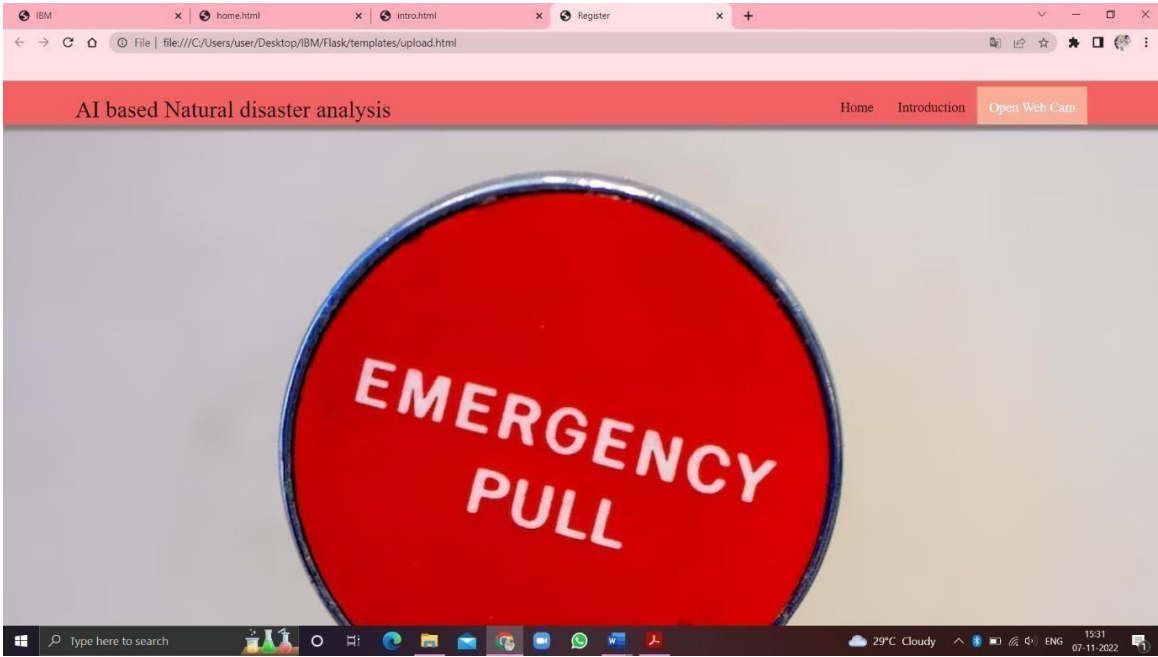 IBM
home.html
intro.html
Register
File
file:///C:/Users/user/Desktop/IBM/Flask/templates/upload.html
AI based Natural disaster analysis
Home
Introduction
Open Web Cam
EMERGENCY
PULL
Type here to search
29°C Cloudy
ENG
15:31
07-11-2022